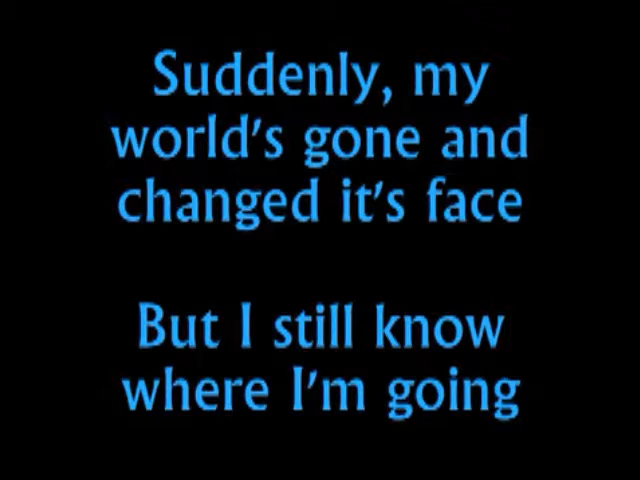 Suddenly, my
world's gone and
changed it's face
But I still know
where I'm going